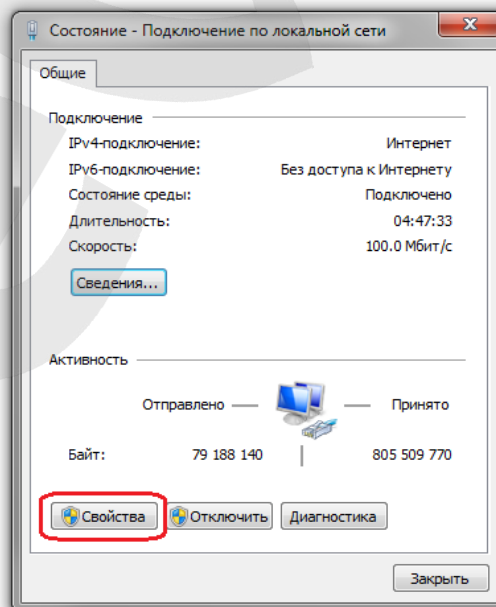 Состояние - Подключение по локальной сети
Общие
Подключение
IPv4-подключение: Интернет
IPv6-подключение: Без доступа к Интернету
Состояние среды: Подключено
Длительность: 04:47:33
Скорость: 100.0 Мбит/с
Сведения...
Активность
Отправлено — — Принято
Байт: 79 188 140 | 805 509 770
Свойства Отключить Диагностика
Закрыть